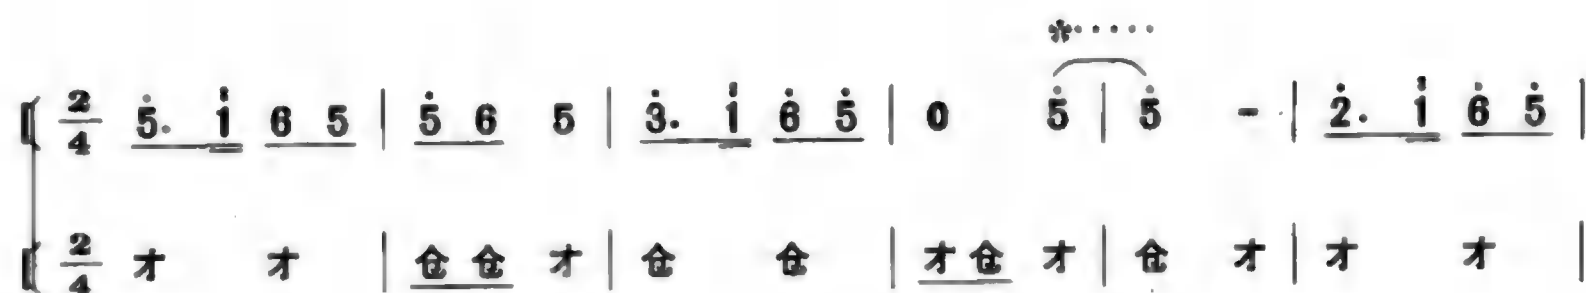 *·····
2/4 5̇. i̇ 6 5 | 5̇ 6 5 | 3̇. i̇ 6̇ 5̇ | 0 5̇ | 5̇ - | 2̇. i̇ 6̇ 5̇ |
2/4 才 才 | 仓 仓 才 | 仓 仓 | 才 仓 才 | 仓 才 | 才 才 |